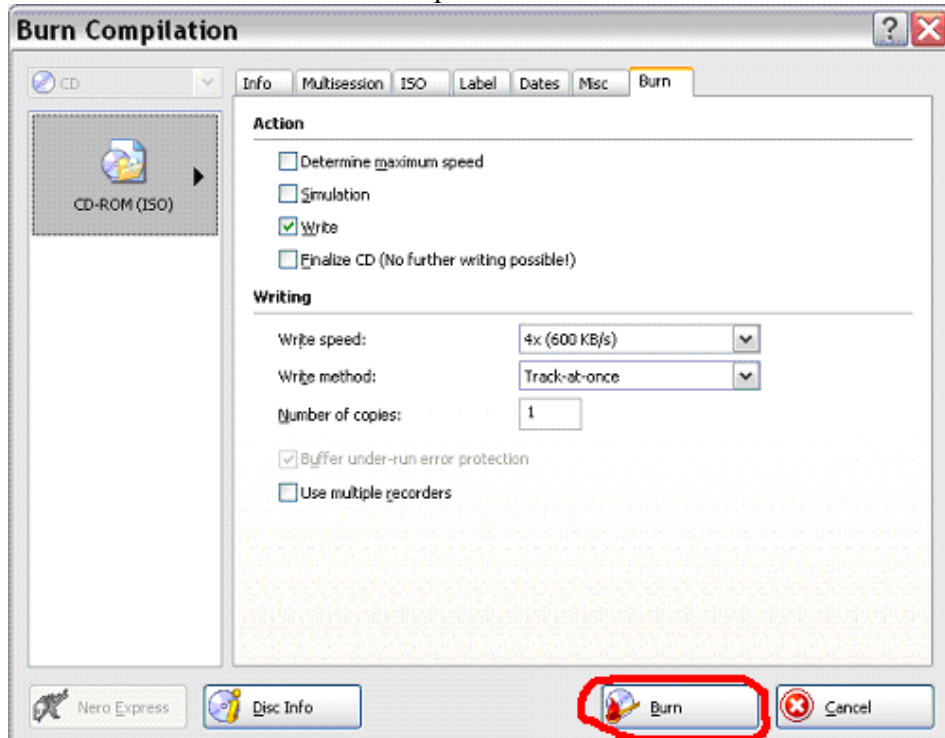 Burn Compilation
CD
Info Multisession ISO Label Dates Misc Burn
Action
Determine maximum speed
CD-ROM (ISO)
Simulation
Write
Finalize CD (No further writing possible!)
Writing
Write speed: 4x (600 KB/s)
Write method: Track-at-once
Number of copies: 1
Buffer under-run error protection
Use multiple recorders
Nero Express Disc Info Burn Cancel